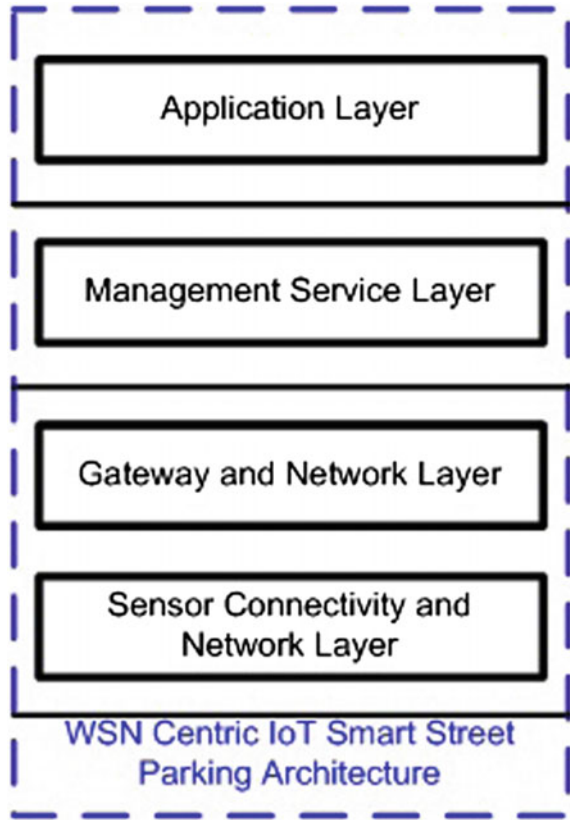 Application Layer
Management Service Layer
Gateway and Network Layer
Sensor Connectivity and
Network Layer
WSN Centric IoT Smart Street
Parking Architecture